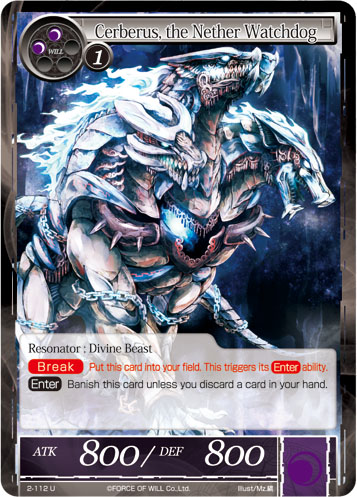 Cerberus, the Nether Watchdog
WILL
1
Resonator : Divine Beast
Break Put this card into your field. This triggers its Enter ability.
Enter Banish this card unless you discard a card in your hand.
ATK 800 / DEF 800
2-112 U ©FORCE OF WILL Co.,Ltd. Illust/Mz.